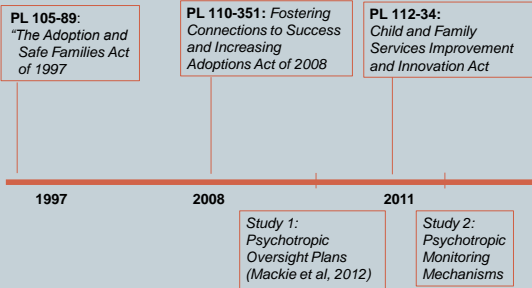 PL 105-89:
“The Adoption and
Safe Families Act
of 1997
PL 110-351: Fostering
Connections to Success
and Increasing
Adoptions Act of 2008
PL 112-34:
Child and Family
Services Improvement
and Innovation Act
1997
2008
2011
Study 1:
Psychotropic
Oversight Plans
(Mackie et al, 2012)
Study 2:
Psychotropic
Monitoring
Mechanisms